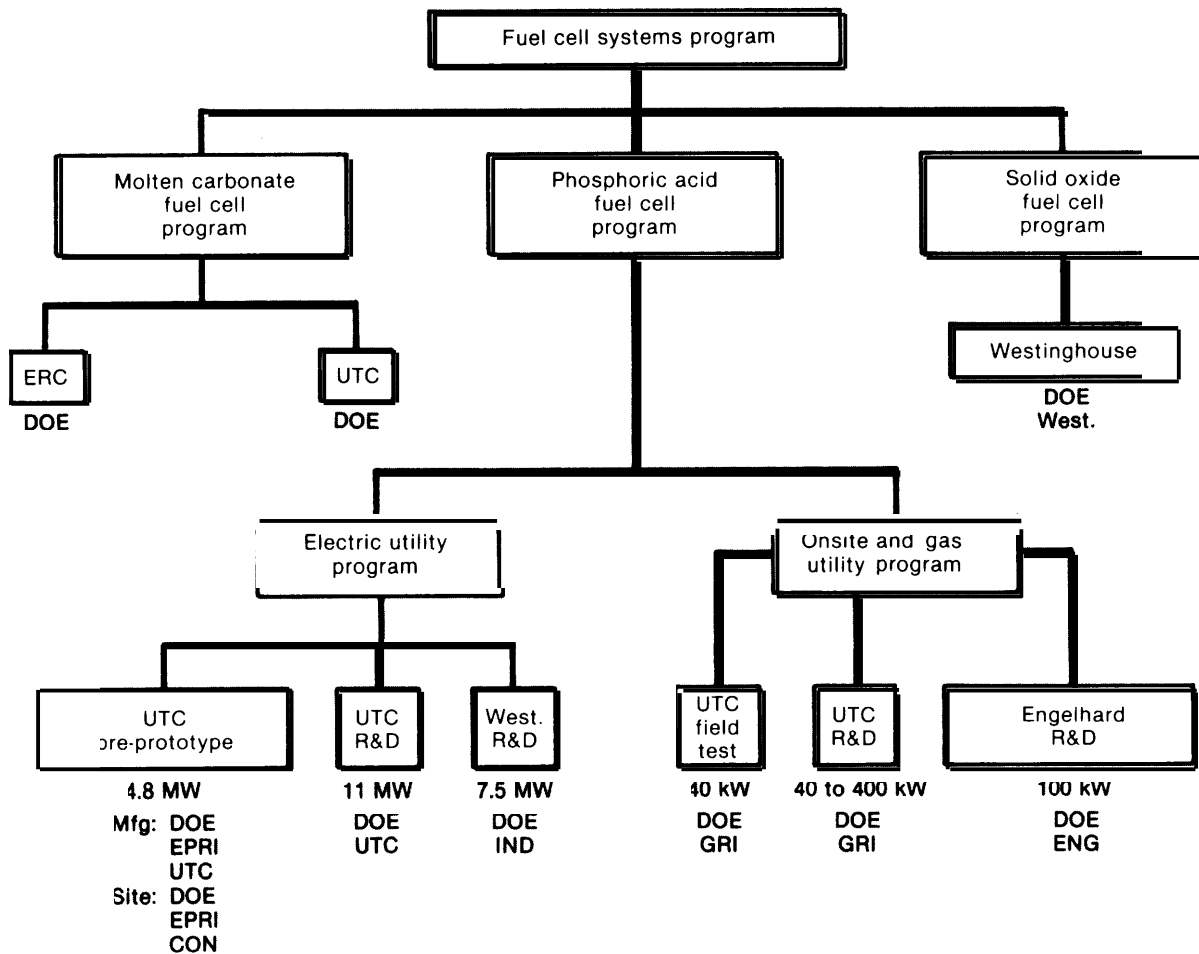 Fuel cell systems program
Molten carbonate
fuel cell
program
Phosphoric acid
fuel cell
program
Solid oxide
fuel cell
program
ERC
DOE
UTC
DOE
Westinghouse
DOE
West.
Electric utility
program
Onsite and gas
utility program
UTC
pre-prototype
4.8 MW
Mfg: DOE
EPRI
UTC
Site: DOE
EPRI
CON
UTC
R&D
11 MW
DOE
UTC
West.
R&D
7.5 MW
DOE
IND
UTC
field
test
40 kW
DOE
GRI
UTC
R&D
40 to 400 kW
DOE
GRI
Engelhard
R&D
100 kW
DOE
ENG